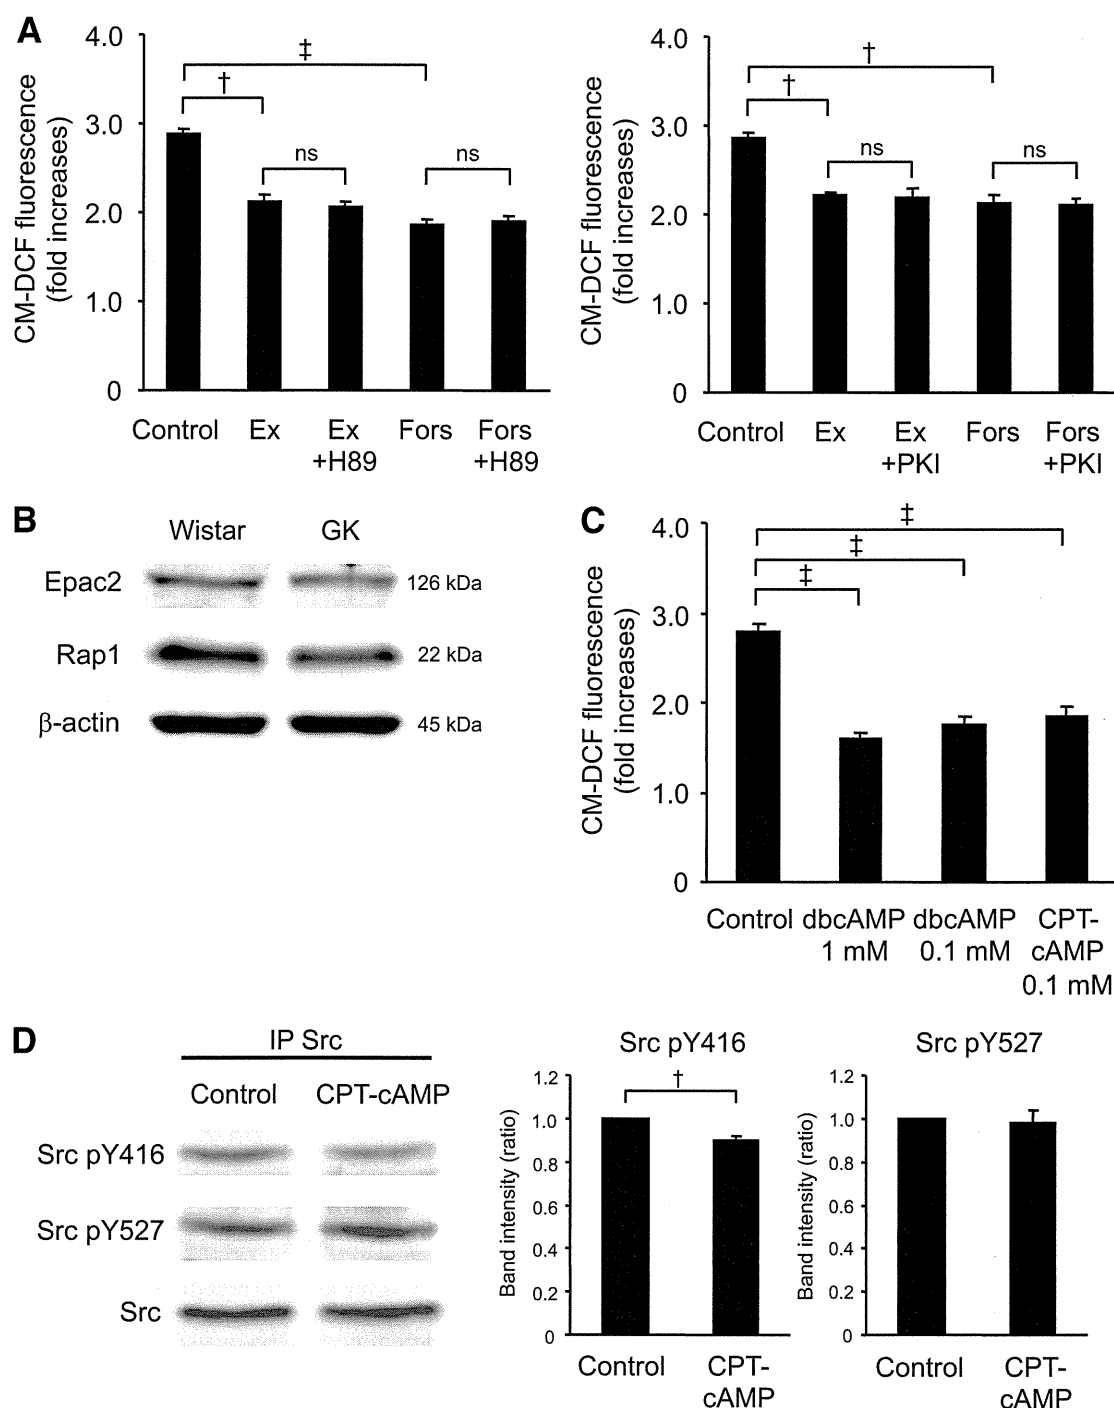 A
CM-DCF fluorescence
(fold increases)
4.0
3.0
2.0
1.0
0
‡
†
ns
ns
Control
Ex
Ex
+H89
Fors
Fors
+H89
CM-DCF fluorescence
(fold increases)
4.0
3.0
2.0
1.0
0
†
†
ns
ns
Control
Ex
Ex
+PKI
Fors
Fors
+PKI
B
Wistar
GK
Epac2
126 kDa
Rap1
22 kDa
β-actin
45 kDa
C
CM-DCF fluorescence
(fold increases)
4.0
3.0
2.0
1.0
0
‡
‡
‡
Control
dbcAMP
1 mM
dbcAMP
0.1 mM
CPT-
cAMP
0.1 mM
D
IP Src
Control
CPT-cAMP
Src pY416
Src pY527
Src
Src pY416
Band intensity (ratio)
1.2
1.0
0.8
0.6
0.4
0.2
0
†
Control
CPT-
cAMP
Src pY527
Band intensity (ratio)
1.2
1.0
0.8
0.6
0.4
0.2
0
Control
CPT-
cAMP